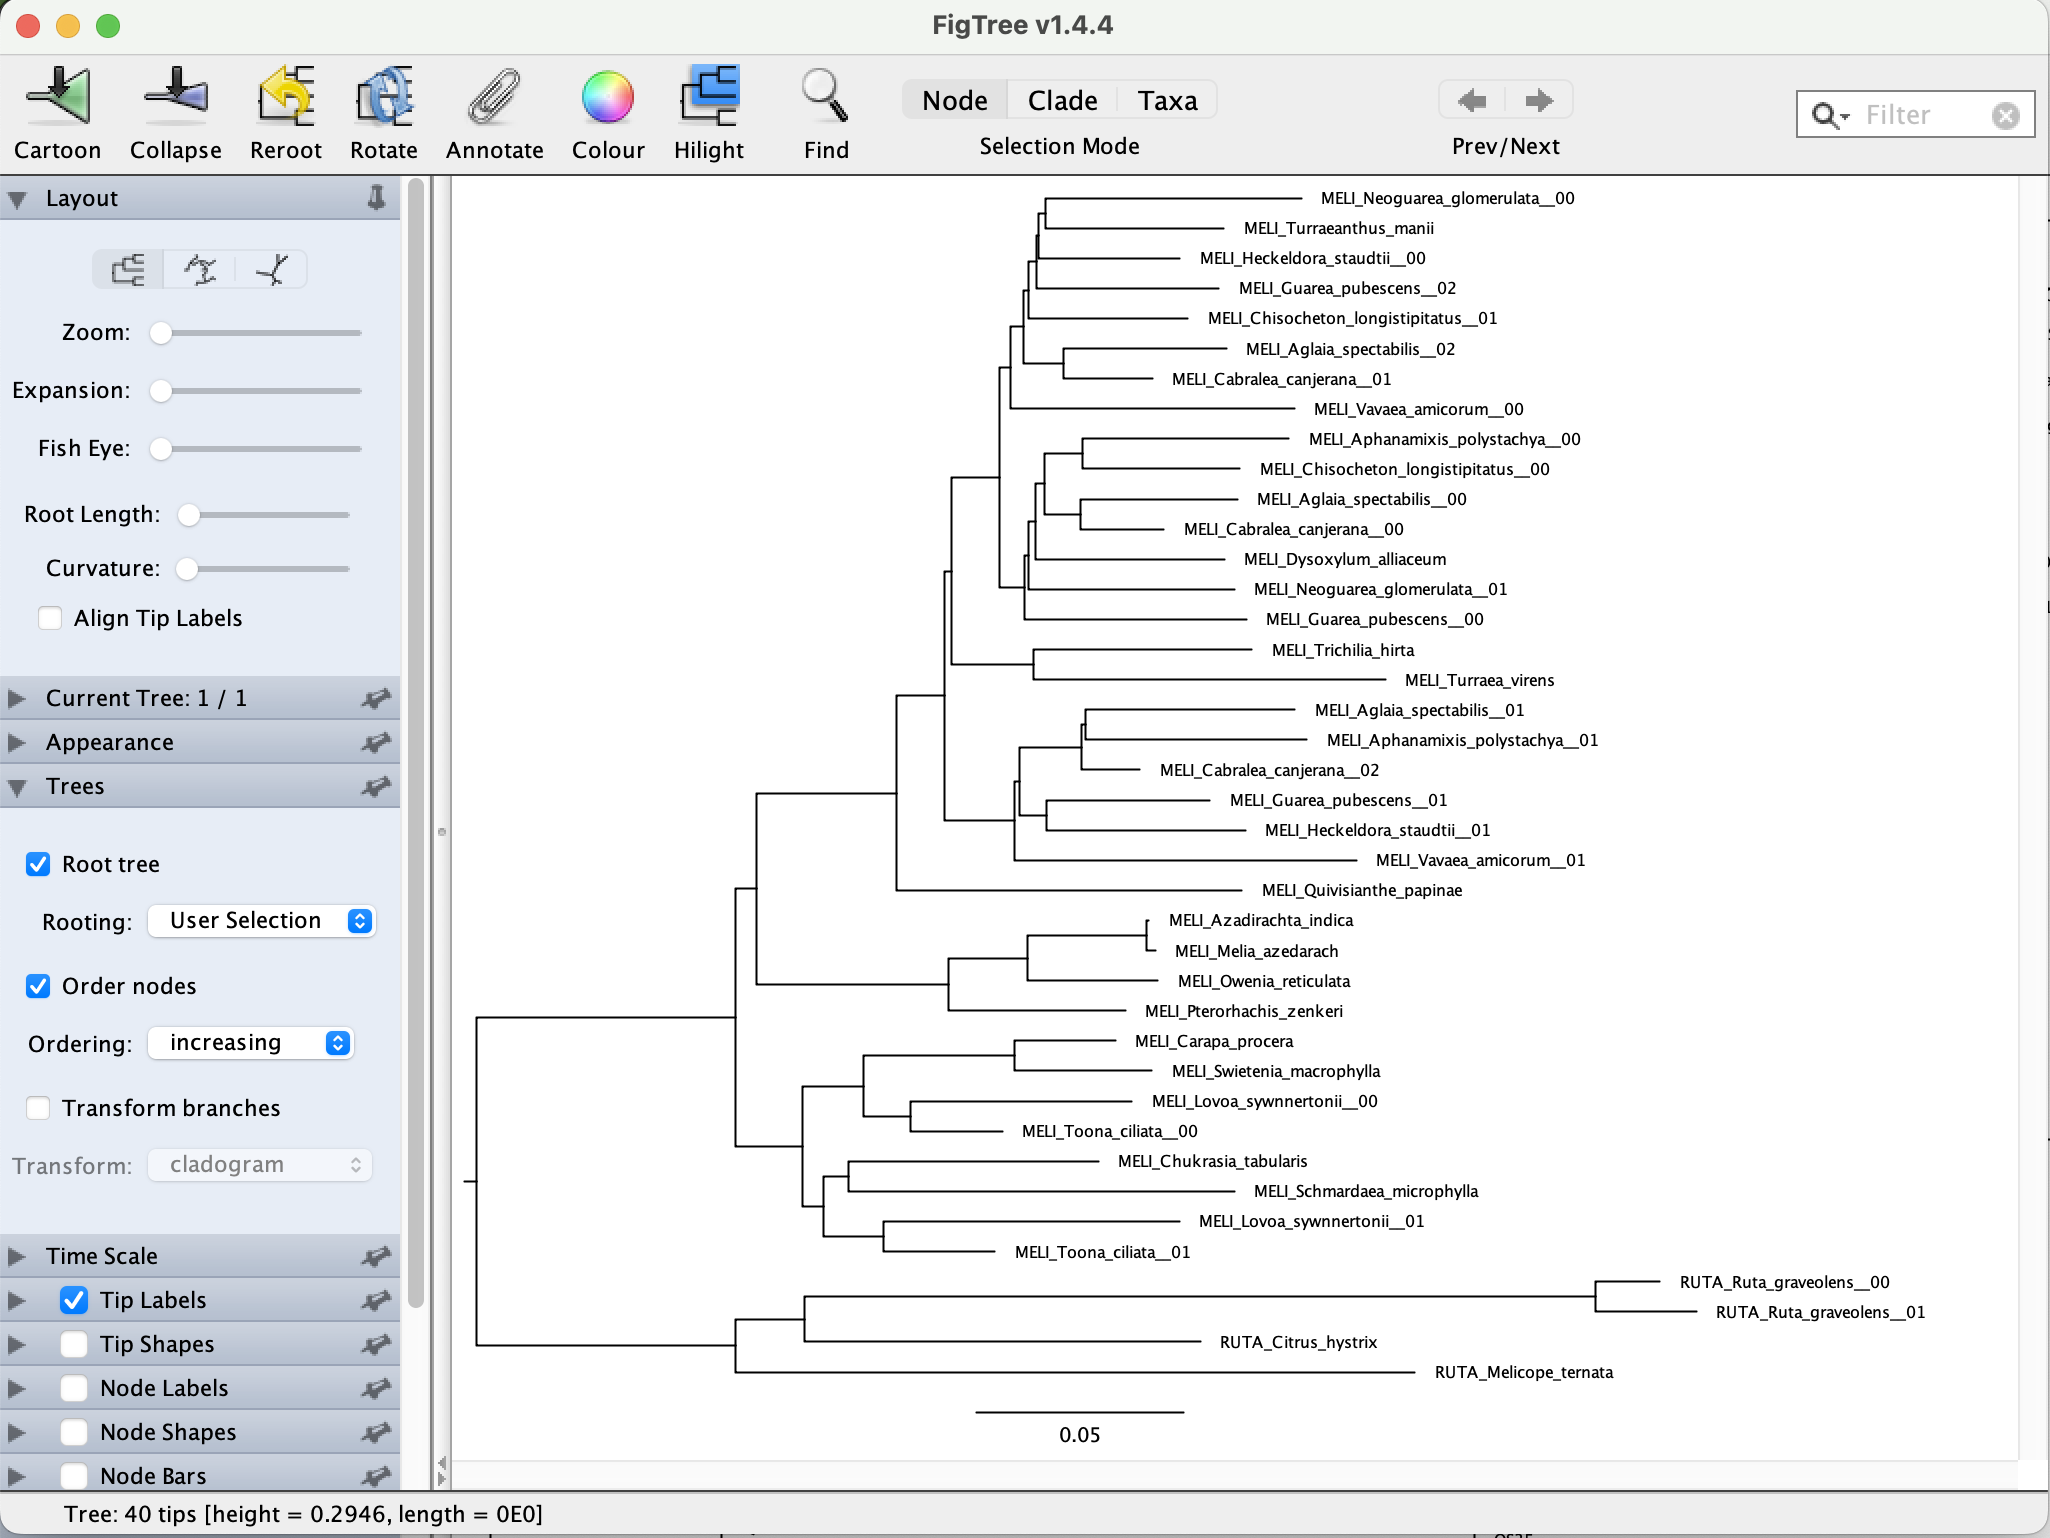 FigTree v1.4.4
Cartoon Collapse Reroot Rotate Annotate Colour Hilight Find
Node Clade Taxa
Selection Mode
Prev/Next
Filter
Layout
Zoom:
Expansion:
Fish Eye:
Root Length:
Curvature:
Align Tip Labels
Current Tree: 1 / 1
Appearance
Trees
Root tree
Rooting: User Selection
Order nodes
Ordering: increasing
Transform branches
Transform: cladogram
Time Scale
Tip Labels
Tip Shapes
Node Labels
Node Shapes
Node Bars
MELI_Neoguarea_glomerulata__00
MELI_Turraeanthus_manii
MELI_Heckeldora_staudtii__00
MELI_Guarea_pubescens__02
MELI_Chisocheton_longistipitatus__01
MELI_Aglaia_spectabilis__02
MELI_Cabralea_canjerana__01
MELI_Vavaea_amicorum__00
MELI_Aphanamixis_polystachya__00
MELI_Chisocheton_longistipitatus__00
MELI_Aglaia_spectabilis__00
MELI_Cabralea_canjerana__00
MELI_Dysoxylum_alliaceum
MELI_Neoguarea_glomerulata__01
MELI_Guarea_pubescens__00
MELI_Trichilia_hirta
MELI_Turraea_virens
MELI_Aglaia_spectabilis__01
MELI_Aphanamixis_polystachya__01
MELI_Cabralea_canjerana__02
MELI_Guarea_pubescens__01
MELI_Heckeldora_staudtii__01
MELI_Vavaea_amicorum__01
MELI_Quivisianthe_papinae
MELI_Azadirachta_indica
MELI_Melia_azedarach
MELI_Owenia_reticulata
MELI_Pterorhachis_zenkeri
MELI_Carapa_procera
MELI_Swietenia_macrophylla
MELI_Lovoa_sywnnertonii__00
MELI_Toona_ciliata__00
MELI_Chukrasia_tabularis
MELI_Schmardaea_microphylla
MELI_Lovoa_sywnnertonii__01
MELI_Toona_ciliata__01
RUTA_Ruta_graveolens__00
RUTA_Ruta_graveolens__01
RUTA_Citrus_hystrix
RUTA_Melicope_ternata
0.05
Tree: 40 tips [height = 0.2946, length = 0E0]